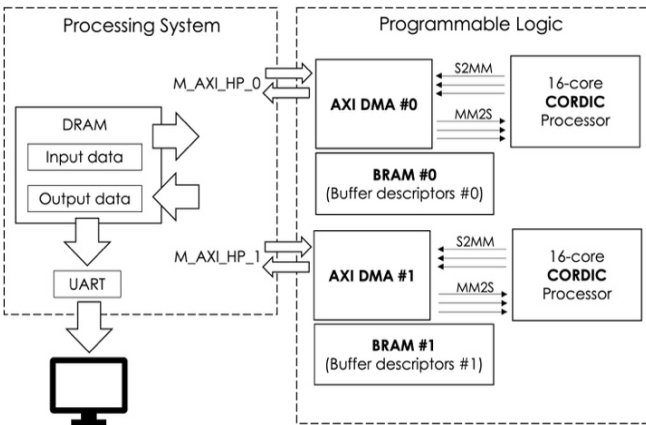 Processing System
Programmable Logic
M_AXI_HP_0
DRAM
Input data
Output data
UART
AXI DMA #0
S2MM
MM2S
16-core
CORDIC
Processor
BRAM #0
(Buffer descriptors #0)
M_AXI_HP_1
AXI DMA #1
S2MM
MM2S
16-core
CORDIC
Processor
BRAM #1
(Buffer descriptors #1)